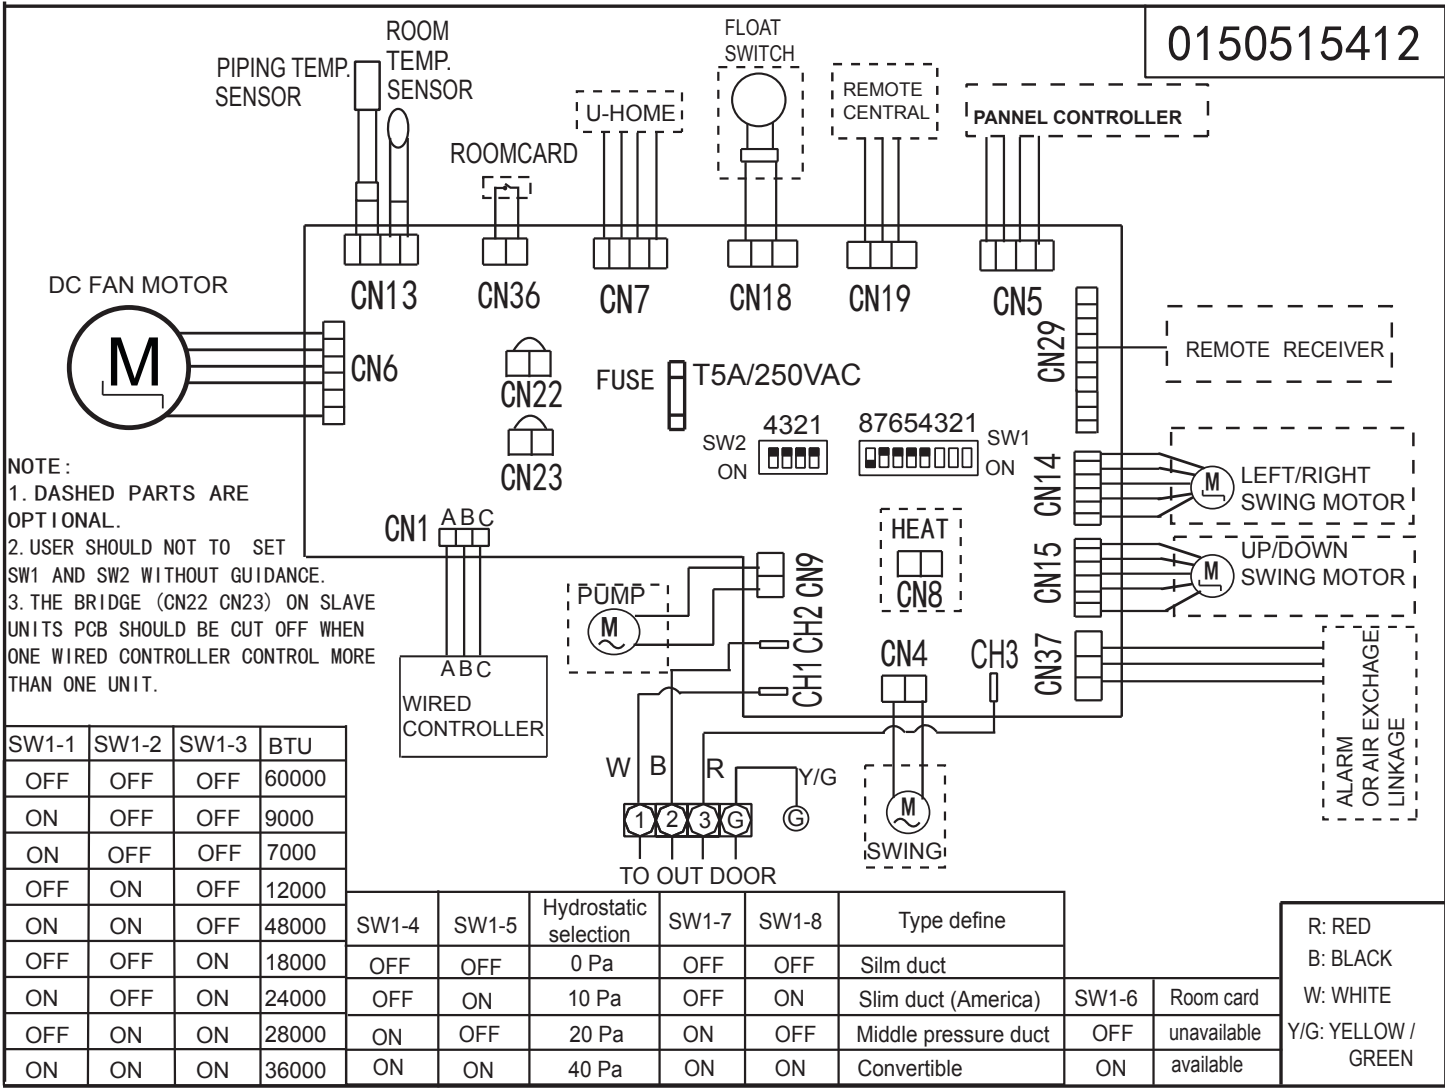 0150515412
ROOM
TEMP.
SENSOR
PIPING TEMP.
SENSOR
ROOMCARD
U-HOME
FLOAT
SWITCH
REMOTE
CENTRAL
PANNEL CONTROLLER
CN13
CN36
CN7
CN18
CN19
CN5
DC FAN MOTOR
M
CN6
CN22
CN23
FUSE
T5A/250VAC
SW2
ON
4321
87654321
SW1
ON
CN29
REMOTE RECEIVER
CN14
M
LEFT/RIGHT
SWING MOTOR
CN15
M
UP/DOWN
SWING MOTOR
CN37
ALARM
OR AIR EXCHAGE
LINKAGE
NOTE:
1. DASHED PARTS ARE
OPTIONAL.
2. USER SHOULD NOT TO SET
SW1 AND SW2 WITHOUT GUIDANCE.
3. THE BRIDGE (CN22 CN23) ON SLAVE
UNITS PCB SHOULD BE CUT OFF WHEN
ONE WIRED CONTROLLER CONTROL MORE
THAN ONE UNIT.
CN1
A B C
A B C
WIRED
CONTROLLER
PUMP
M
CN9
CH2
CH1
HEAT
CN8
CN4
CH3
M
SWING
W B R Y/G
1 2 3 G G
TO OUT DOOR
SW1-1 SW1-2 SW1-3 BTU
OFF OFF OFF 60000
ON OFF OFF 9000
ON OFF OFF 7000
OFF ON OFF 12000
ON ON OFF 48000
OFF OFF ON 18000
ON OFF ON 24000
OFF ON ON 28000
ON ON ON 36000
SW1-4 SW1-5 Hydrostatic selection SW1-7 SW1-8 Type define
OFF OFF 0 Pa OFF OFF Silm duct
OFF ON 10 Pa OFF ON Slim duct (America) SW1-6 Room card
ON OFF 20 Pa ON OFF Middle pressure duct OFF unavailable
ON ON 40 Pa ON ON Convertible ON available
R: RED
B: BLACK
W: WHITE
Y/G: YELLOW /
GREEN